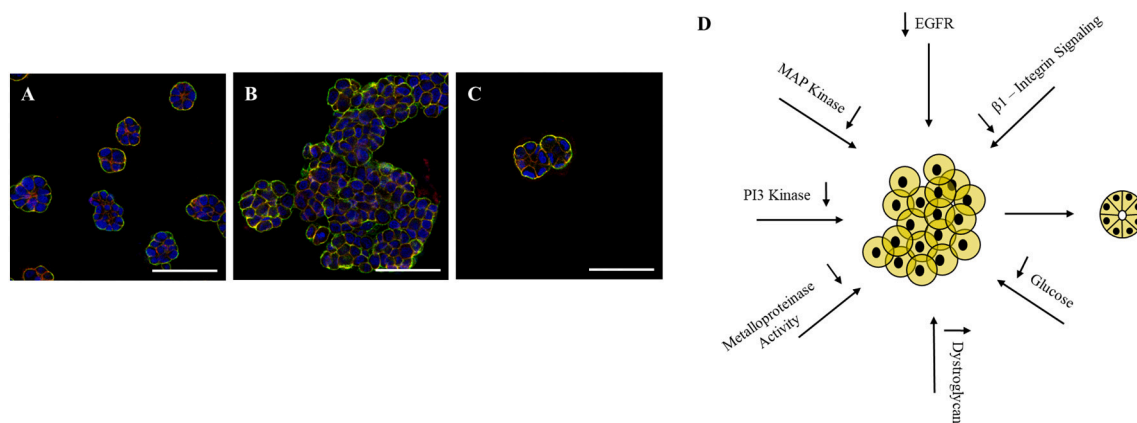 A
B
C
D
EGFR
MAP Kinase
β1 – Integrin Signaling
PI3 Kinase
Metalloproteinase
Activity
Dystroglycan
Glucose